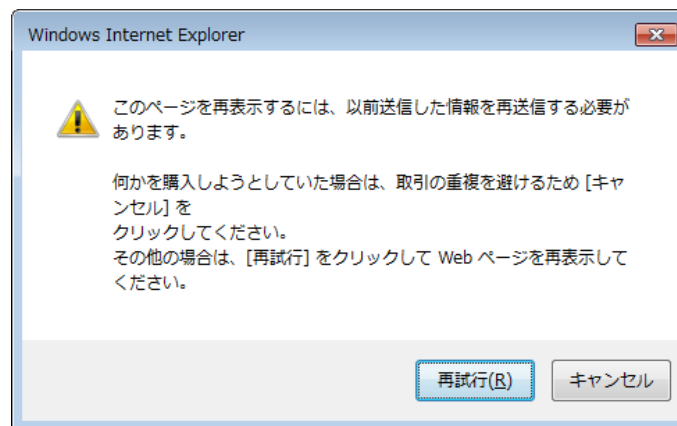 Windows Internet Explorer
このページを再表示するには、以前送信した情報を再送信する必要が
あります。
何かを購入しようとしていた場合は、取引の重複を避けるため [キャ
ンセル] を
クリックしてください。
その他の場合は、[再試行] をクリックして Web ページを再表示して
ください。
再試行(R)
キャンセル